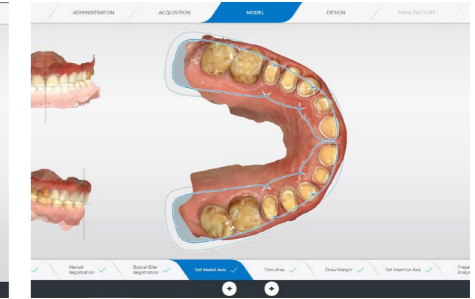 ADMINISTRATION
ACQUISITION
MODEL
DESIGN
MANUFACTURE
Manual
Registration
Buccal Bite
Registration
Set Model Axis
Trim Area
Draw Margin
Set Insertion Axis